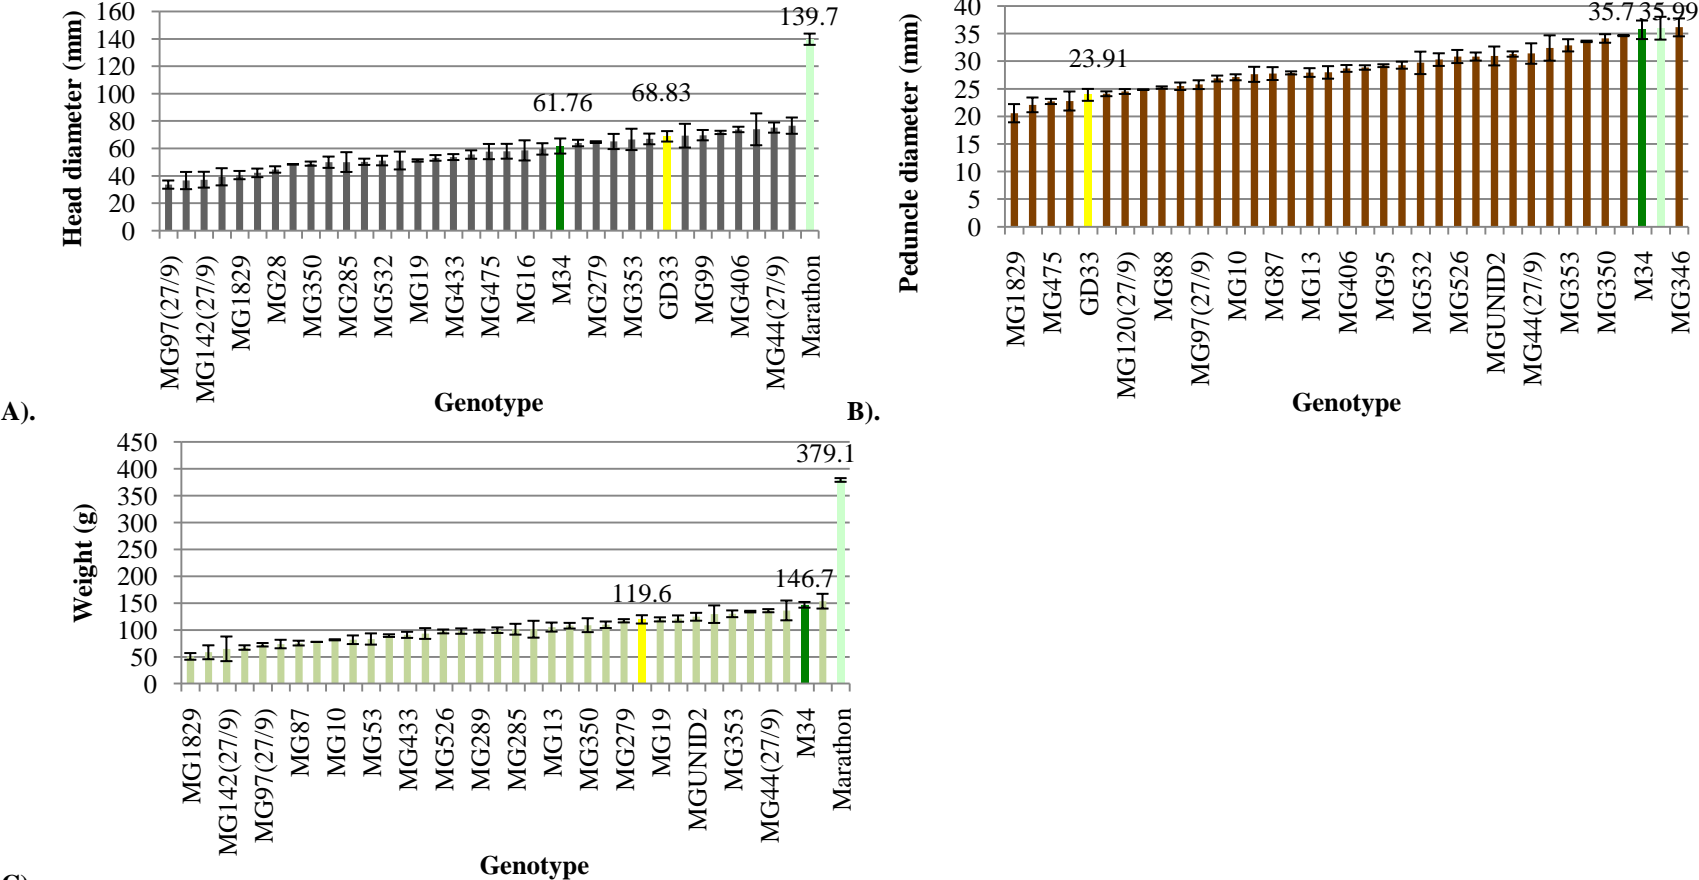 160
140
120
100
80
60
40
20
0
Head diameter (mm)
139.7
61.76
68.83
MG97(27/9)
MG142(27/9)
MG1829
MG28
MG350
MG285
MG532
MG19
MG433
MG475
MG16
M34
MG279
MG353
GD33
MG99
MG406
MG44(27/9)
Marathon
Genotype
A).
40
35
30
25
20
15
10
5
0
Peduncle diameter (mm)
23.91
35.7
35.99
MG1829
MG475
GD33
MG120(27/9)
MG88
MG97(27/9)
MG10
MG87
MG13
MG406
MG95
MG532
MG526
MGUNID2
MG44(27/9)
MG353
MG350
M34
MG346
Genotype
B).
450
400
350
300
250
200
150
100
50
0
Weight (g)
379.1
119.6
146.7
MG1829
MG142(27/9)
MG97(27/9)
MG87
MG10
MG53
MG433
MG526
MG289
MG285
MG13
MG350
MG279
MG19
MGUNID2
MG353
MG44(27/9)
M34
Marathon
Genotype